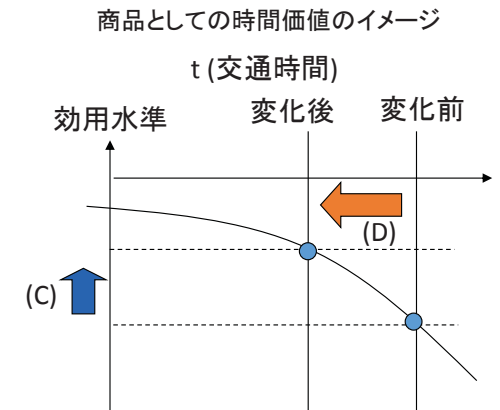 商品としての時間価値のイメージ
t (交通時間)
効用水準
変化後
変化前
(D)
(C)